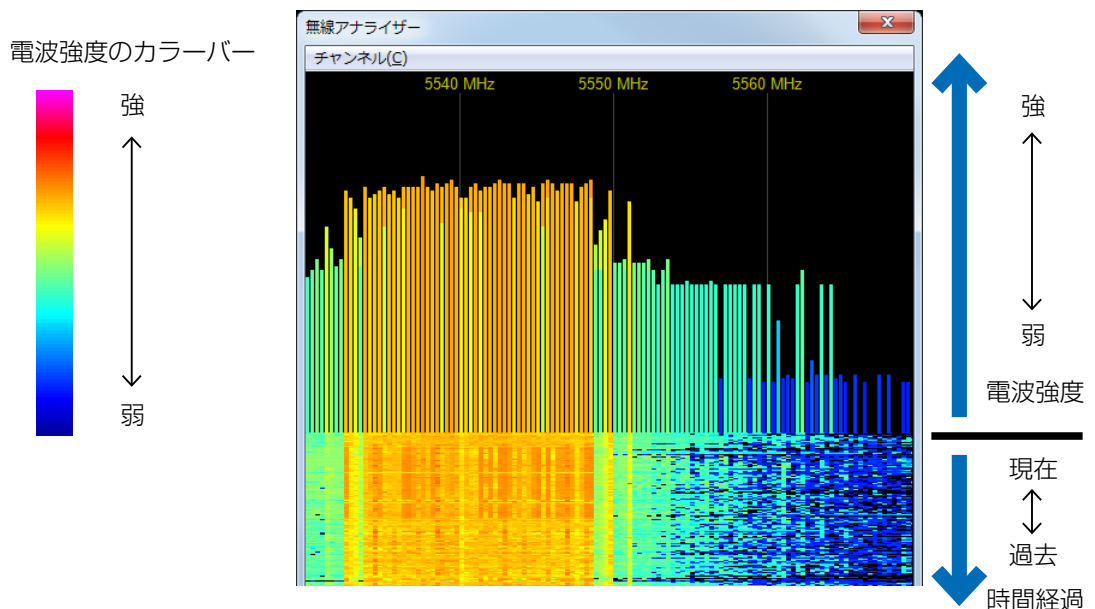 電波強度のカラーバー
強
弱
無線アナライザー
チャンネル(C)
5540 MHz 5550 MHz 5560 MHz
強
弱
電波強度
現在
過去
時間経過